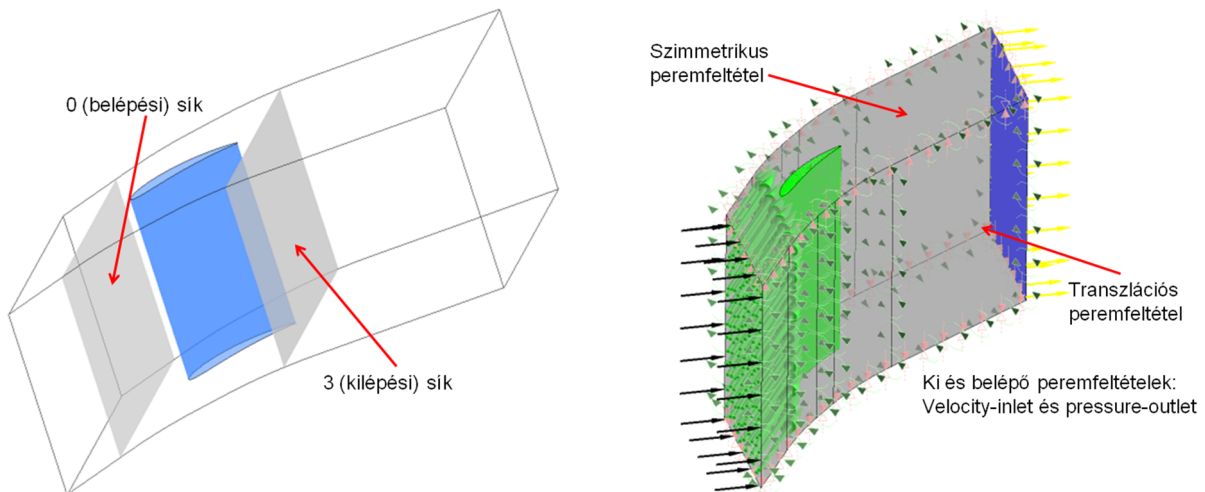 0 (belépési) sík
3 (kilépési) sík
Szimmetrikus
peremfeltétel
Transzlációs
peremfeltétel
Ki és belépő peremfeltételek:
Velocity-inlet és pressure-outlet